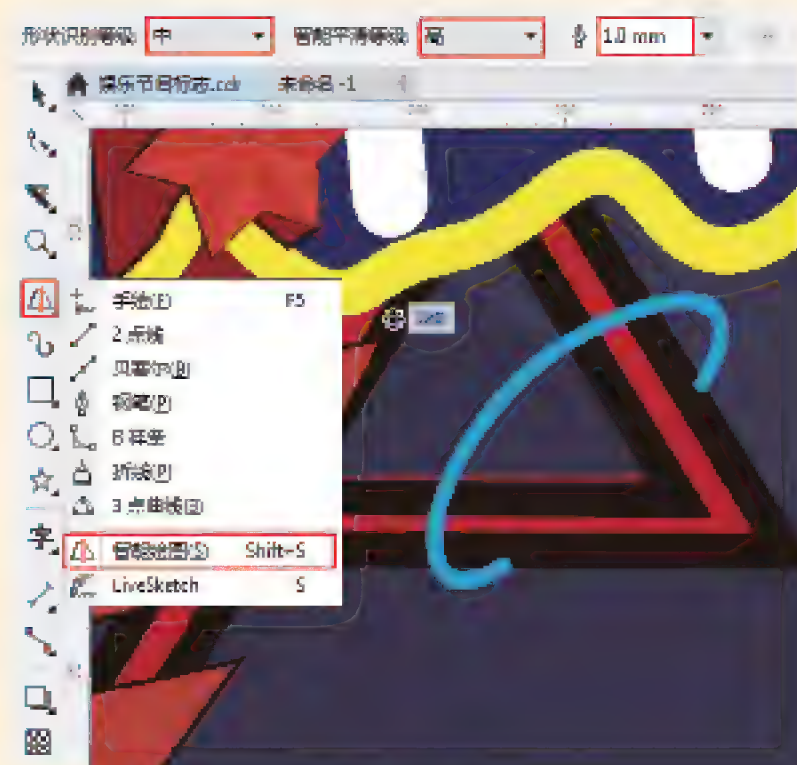 形状识别等级: 中 智能平滑等级: 高 1.0 mm
娱乐节目标志.cdr 未命名 -1
手绘(F) F5
2 点线
贝塞尔(B)
钢笔(P)
B 样条
折线(P)
3 点曲线(3)
字
智能绘图(S) Shift+S
LiveSketch S